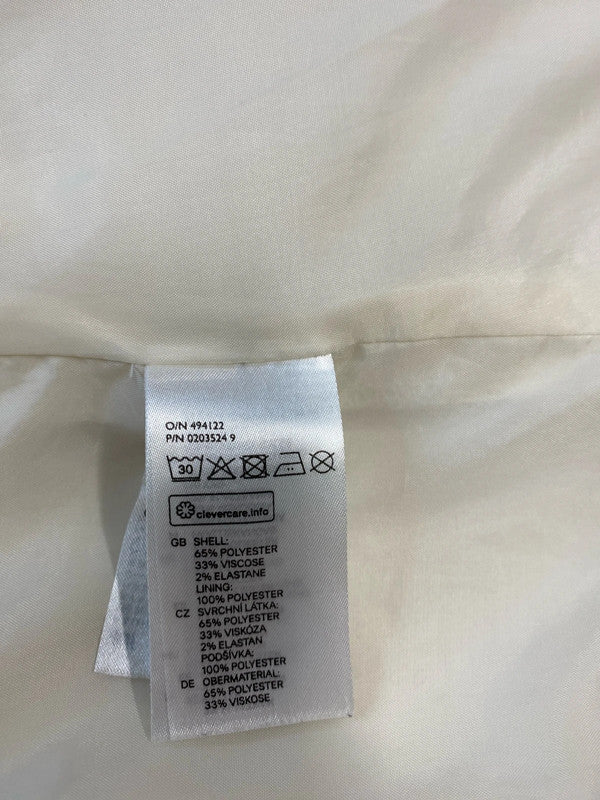 O/N 494122
P/N 0203524 9
30
clevercare.info
GB SHELL:
65% POLYESTER
33% VISCOSE
2% ELASTANE
LINING:
100% POLYESTER
CZ SVRCHNÍ LÁTKA:
65% POLYESTER
33% VISKÓZA
2% ELASTAN
PODŠÍVKA:
100% POLYESTER
DE OBERMATERIAL:
65% POLYESTER
33% VISKOSE